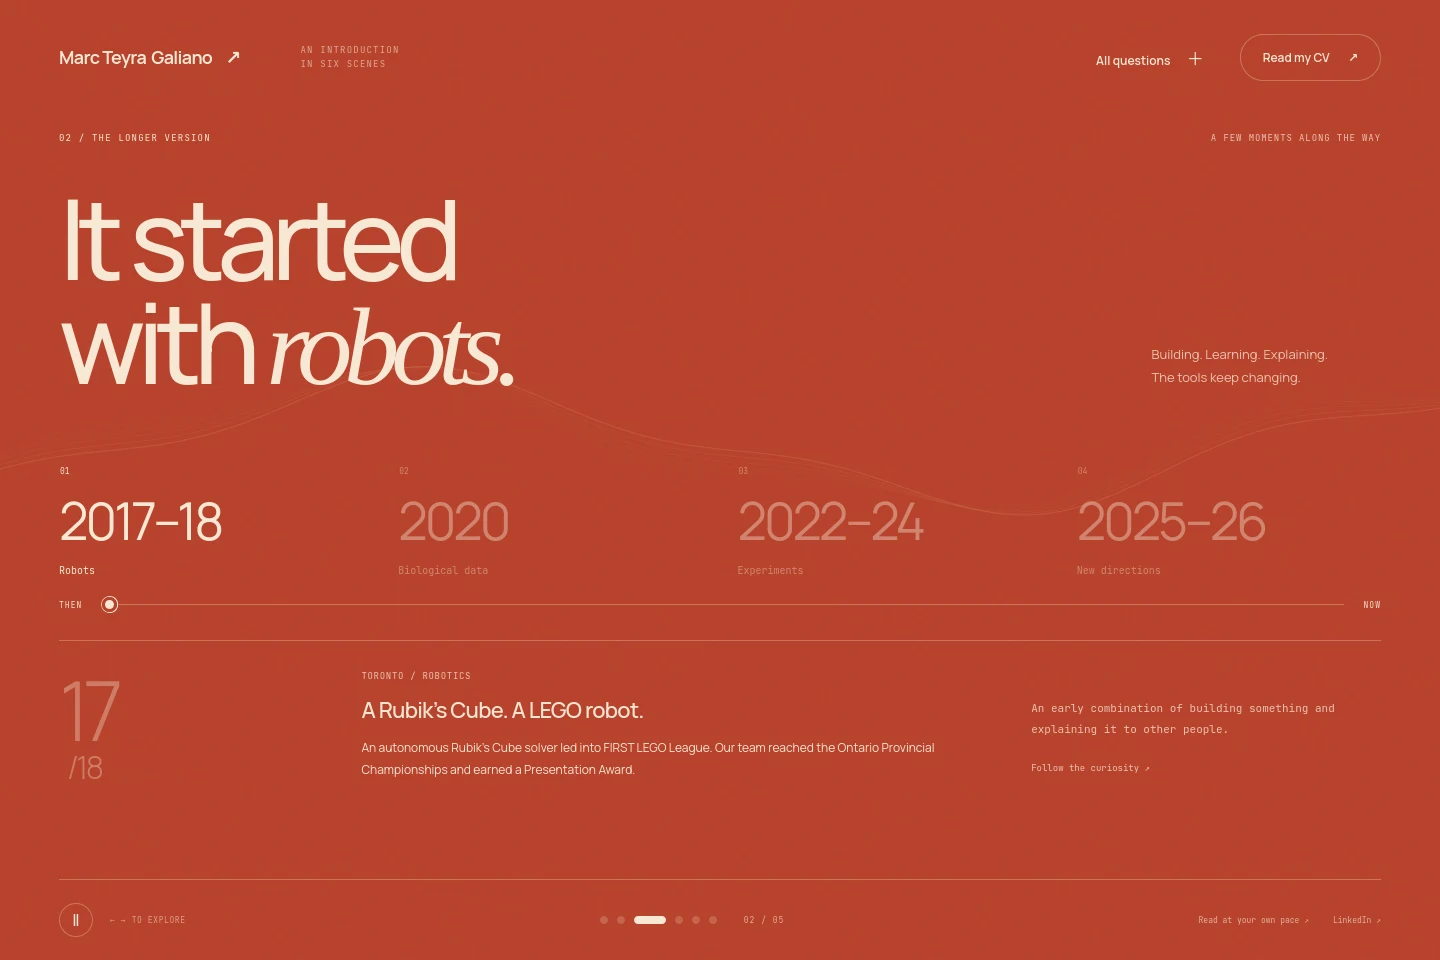 Marc Teyra Galiano ↗
AN INTRODUCTION
IN SIX SCENES
All questions +
Read my CV ↗
02 / THE LONGER VERSION
A FEW MOMENTS ALONG THE WAY
It started
with robots.
Building. Learning. Explaining.
The tools keep changing.
01
2017–18
Robots
02
2020
Biological data
03
2022–24
Experiments
04
2025–26
New directions
THEN
NOW
17
/18
TORONTO / ROBOTICS
A Rubik’s Cube. A LEGO robot.
An autonomous Rubik’s Cube solver led into FIRST LEGO League. Our team reached the Ontario Provincial
Championships and earned a Presentation Award.
An early combination of building something and
explaining it to other people.
Follow the curiosity ↗
← → TO EXPLORE
02 / 05
Read at your own pace ↗
LinkedIn ↗